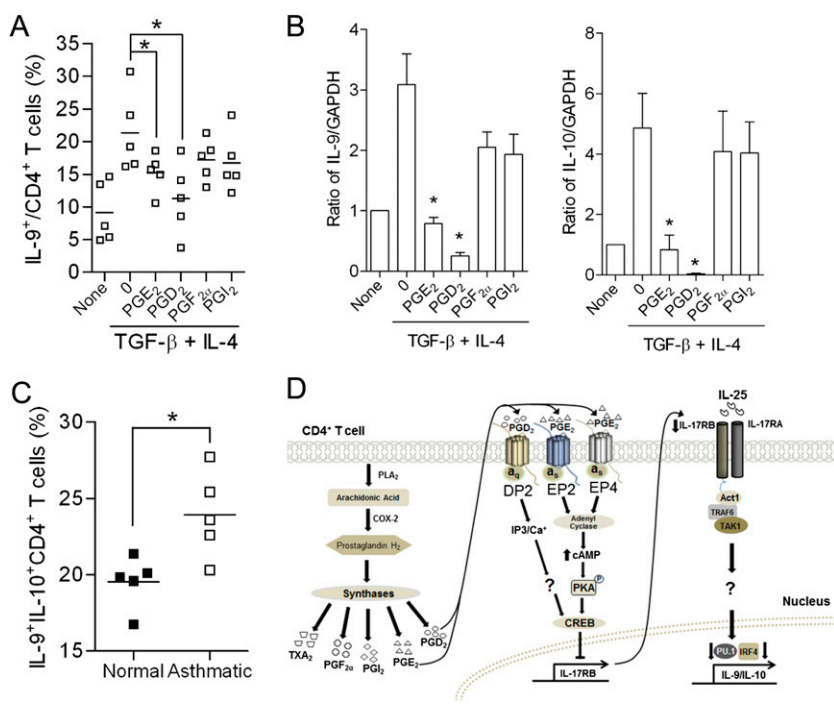 A
*
*
35
30
25
20
15
10
5
0
IL-9⁺/CD4⁺ T cells (%)
None
0
PGE₂
PGD₂
PGF₂α
PGI₂
TGF-β + IL-4
B
4
3
2
1
0
Ratio of IL-9/GAPDH
*
*
None
0
PGE₂
PGD₂
PGF₂α
PGI₂
TGF-β + IL-4
8
6
4
2
0
Ratio of IL-10/GAPDH
*
*
None
0
PGE₂
PGD₂
PGF₂α
PGI₂
TGF-β + IL-4
C
*
30
25
20
15
IL-9⁺IL-10⁺CD4⁺ T cells (%)
Normal Asthmatic
D
CD4⁺ T cell
PLA₂
Arachidonic Acid
COX-2
Prostaglandin H₂
Synthases
TXA₂
PGF₂α
PGI₂
PGE₂
PGD₂
PGD₂
PGE₂
PGE₂
aq
as
as
DP2
EP2
EP4
IP3/Ca⁺
Adenyl
Cyclase
cAMP
?
PKA
P
CREB
IL-17RB
IL-25
IL-17RB
IL-17RA
Act1
TRAF6
TAK1
?
Nucleus
PU.1
IRF4
IL-9/IL-10